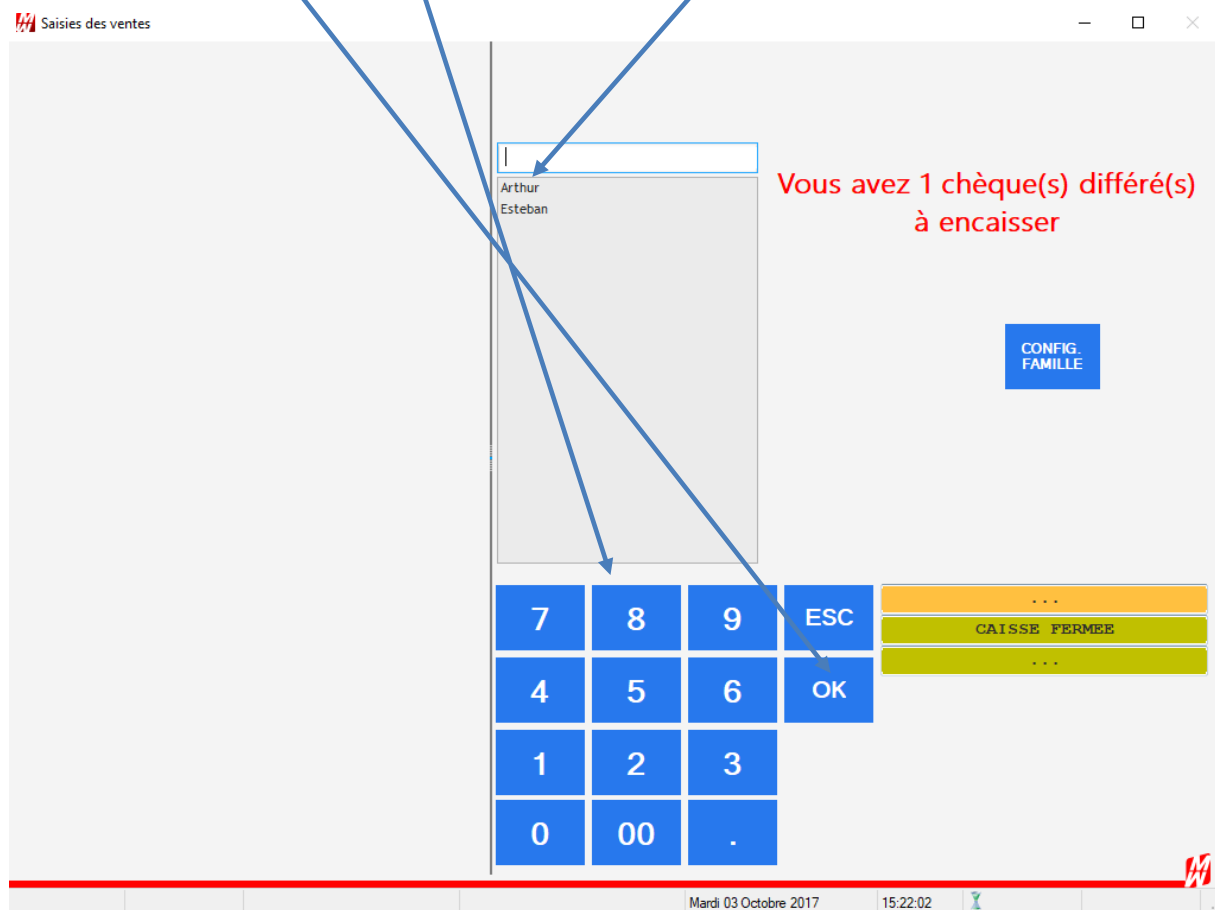 Saisies des ventes
Arthur
Esteban
Vous avez 1 chèque(s) différé(s)
à encaisser
CONFIG.
FAMILLE
7 8 9 ESC
...
CAISSE FERMEE
...
4 5 6 OK
1 2 3
0 00 .
Mardi 03 Octobre 2017 15:22:02